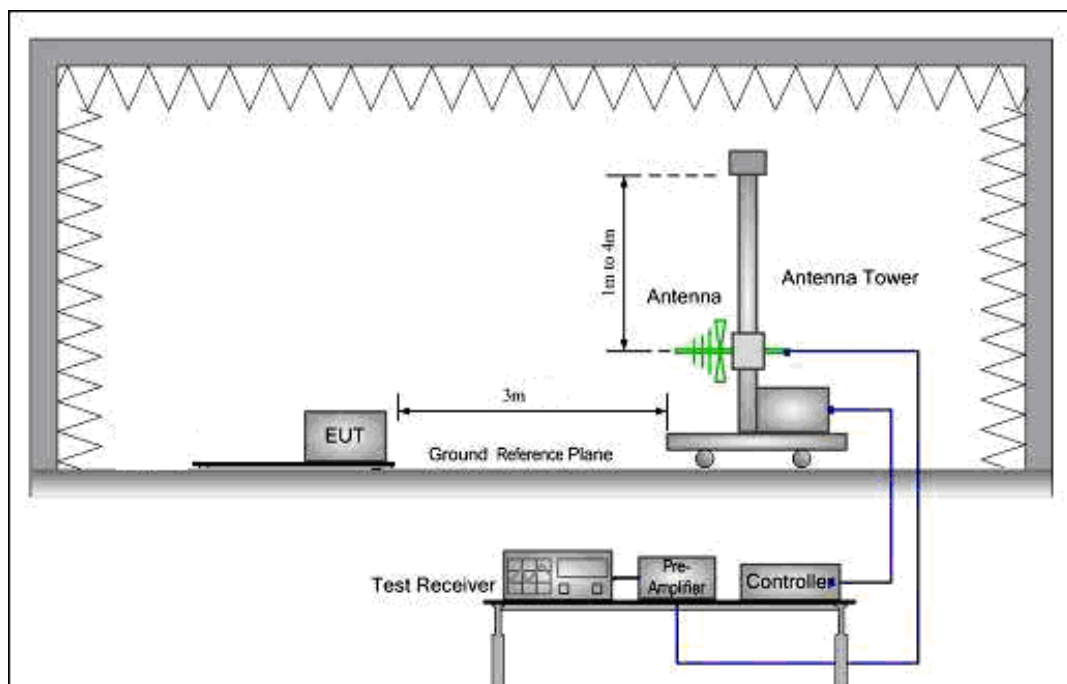 1m to 4m
Antenna
Antenna Tower
3m
EUT
Ground Reference Plane
Test Receiver
Pre-
Amplifier
Controller